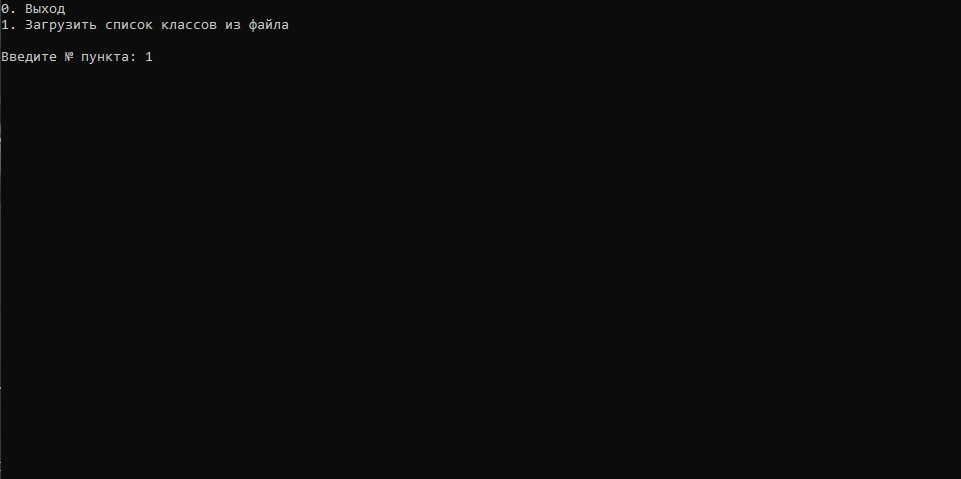 0. Выход
1. Загрузить список классов из файла
Введите № пункта: 1